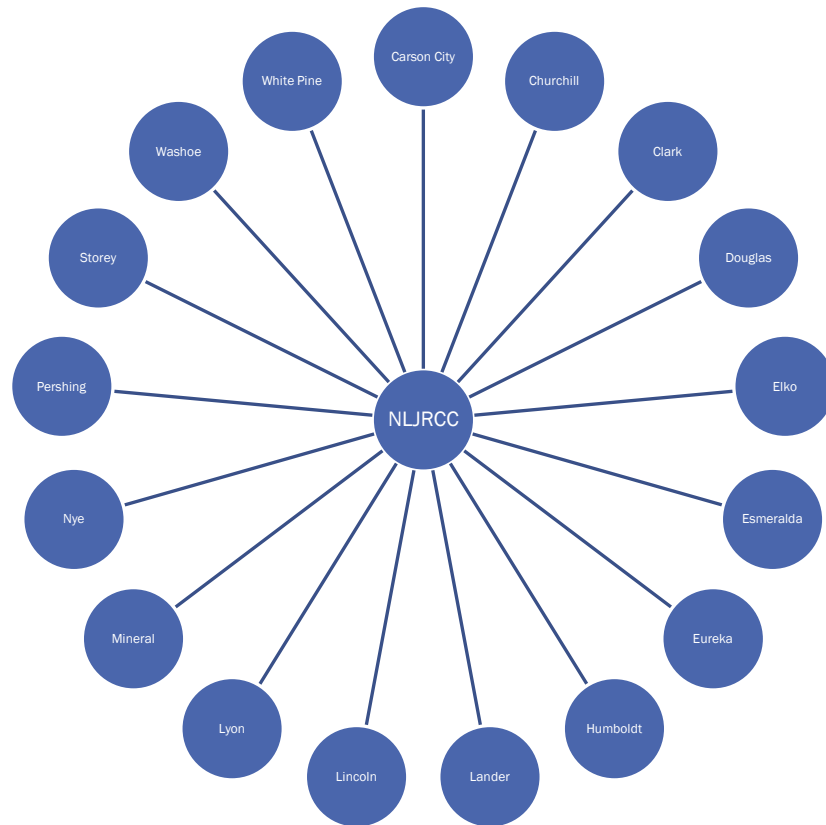 Carson City
Churchill
Clark
Douglas
Elko
Esmeralda
Eureka
Humboldt
Lander
Lincoln
Lyon
Mineral
Nye
Pershing
Storey
Washoe
White Pine
NLJRCC